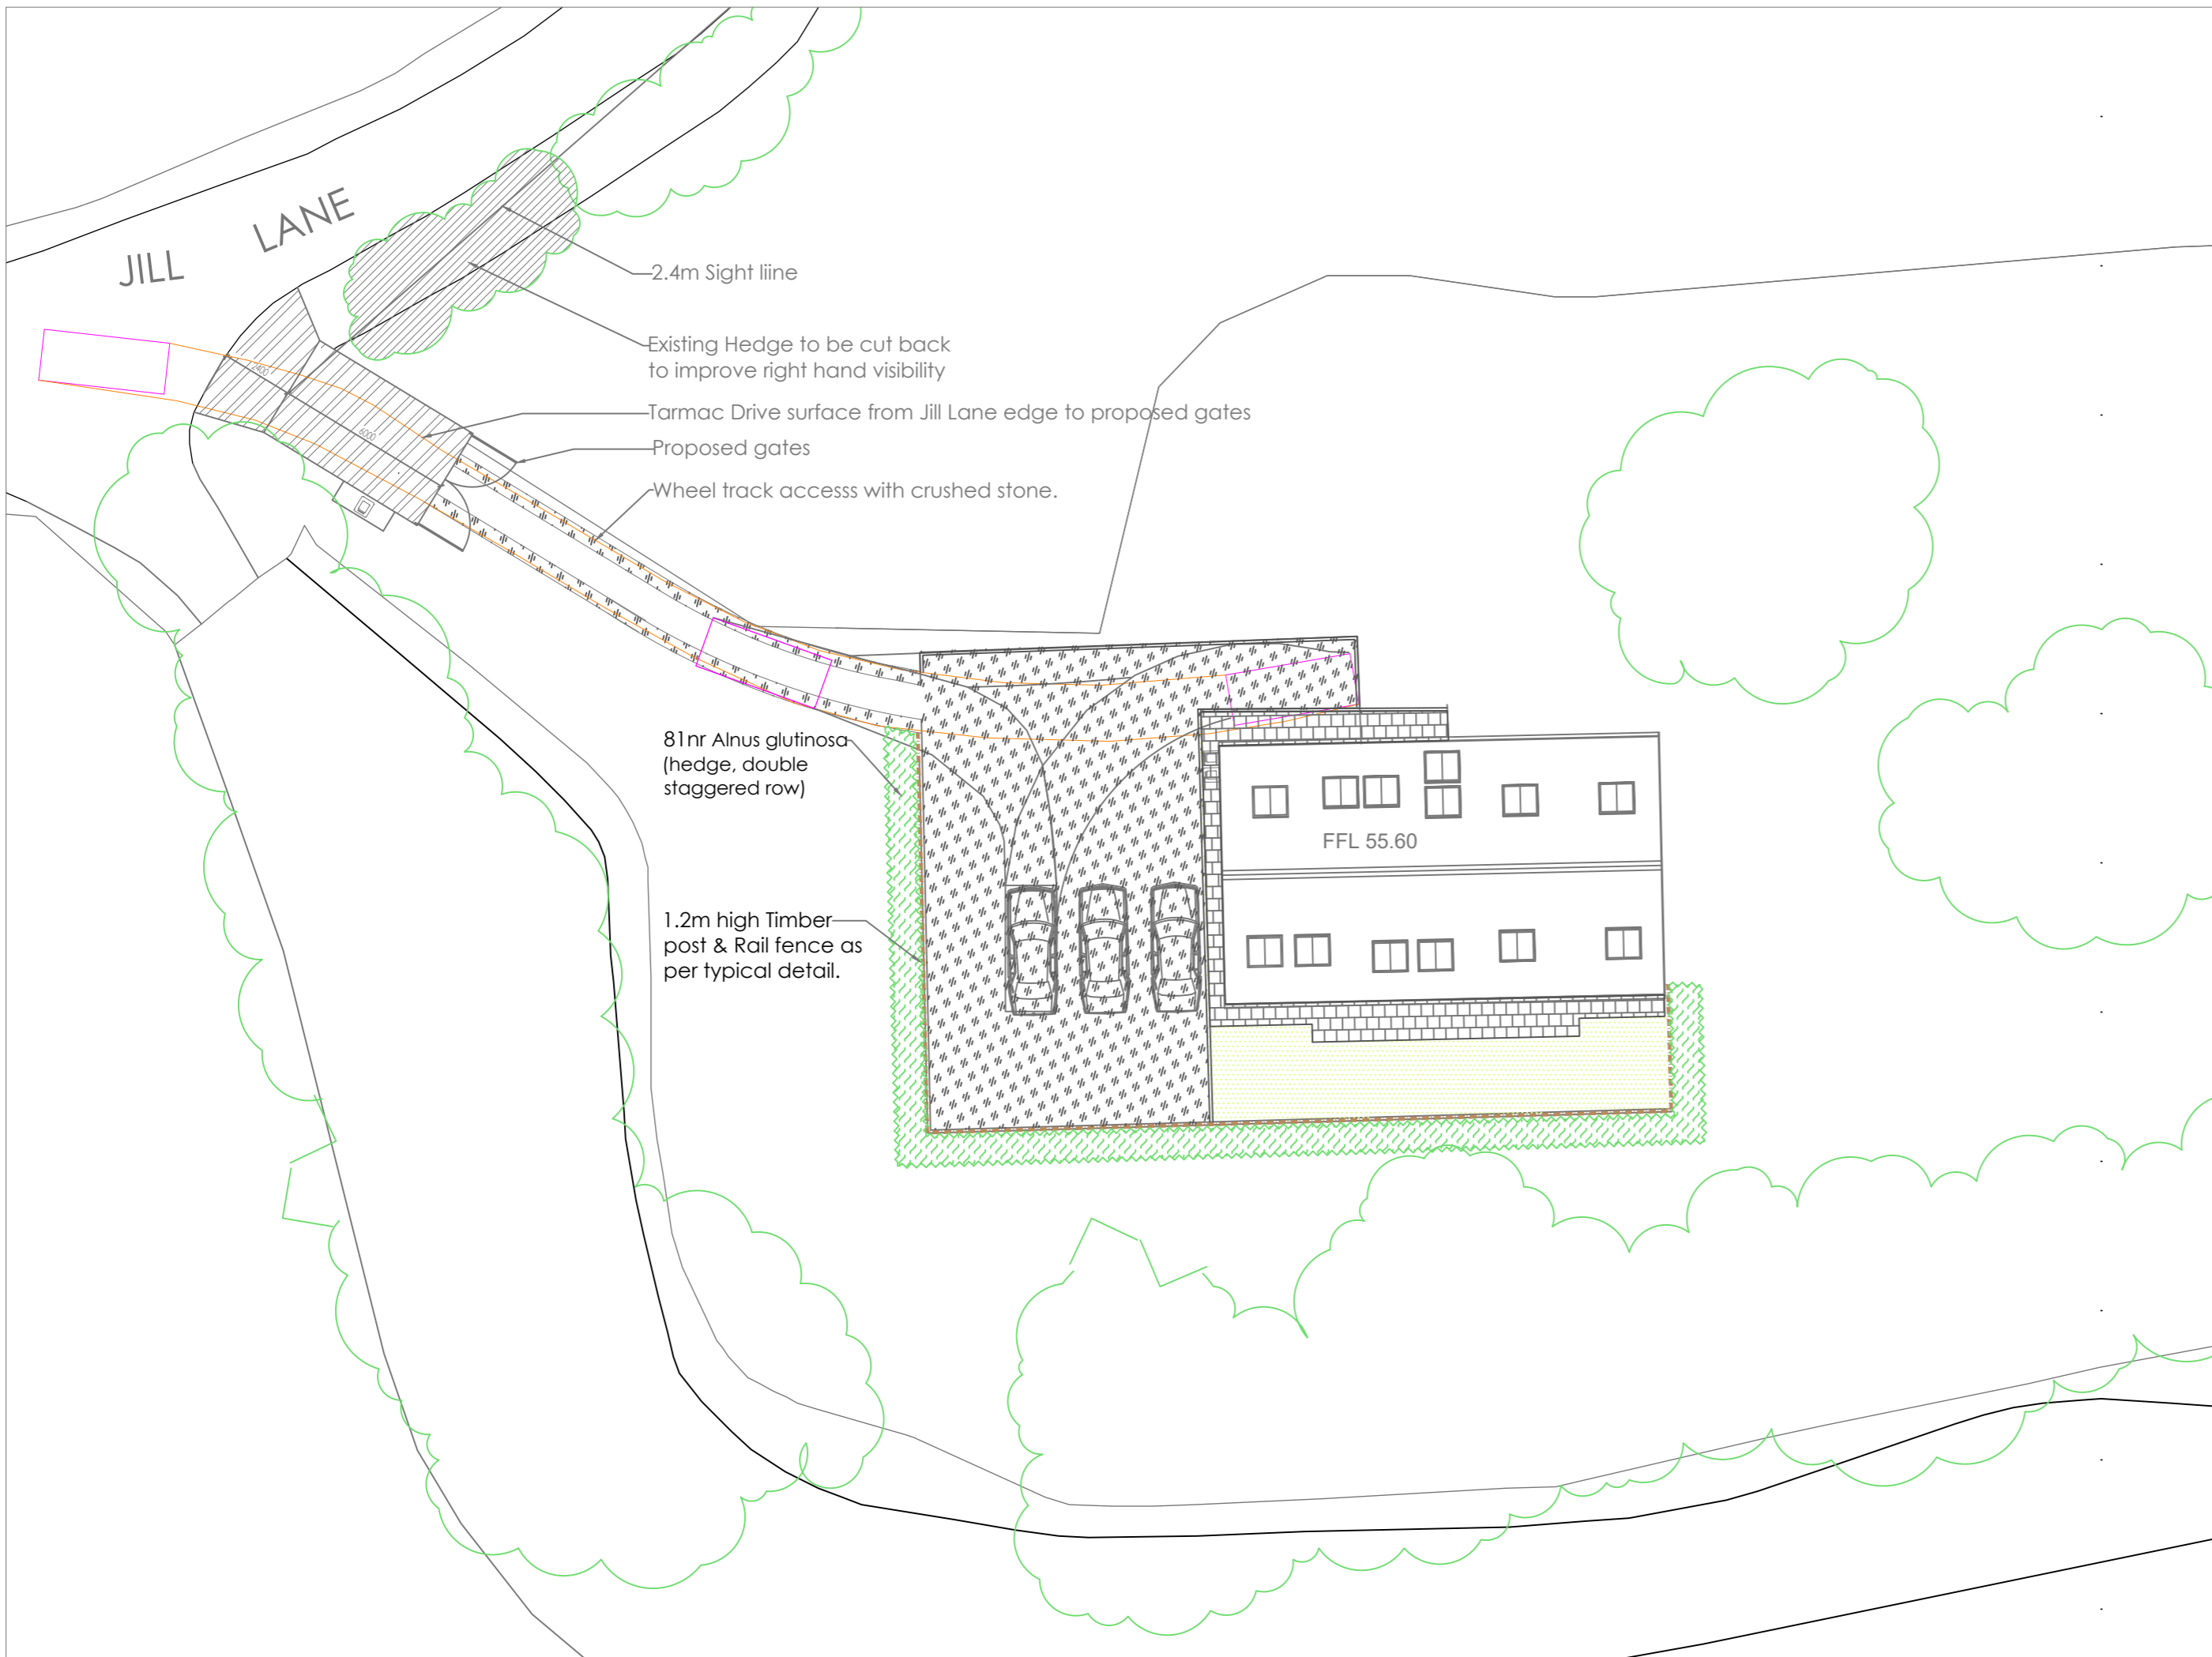 JILL LANE
2.4m Sight liine
Existing Hedge to be cut back
to improve right hand visibility
2400
Tarmac Drive surface from Jill Lane edge to proposed gates
6000
Proposed gates
Wheel track accesss with crushed stone.
81nr Alnus glutinosa
(hedge, double
staggered row)
FFL 55.60
1.2m high Timber
post & Rail fence as
per typical detail.